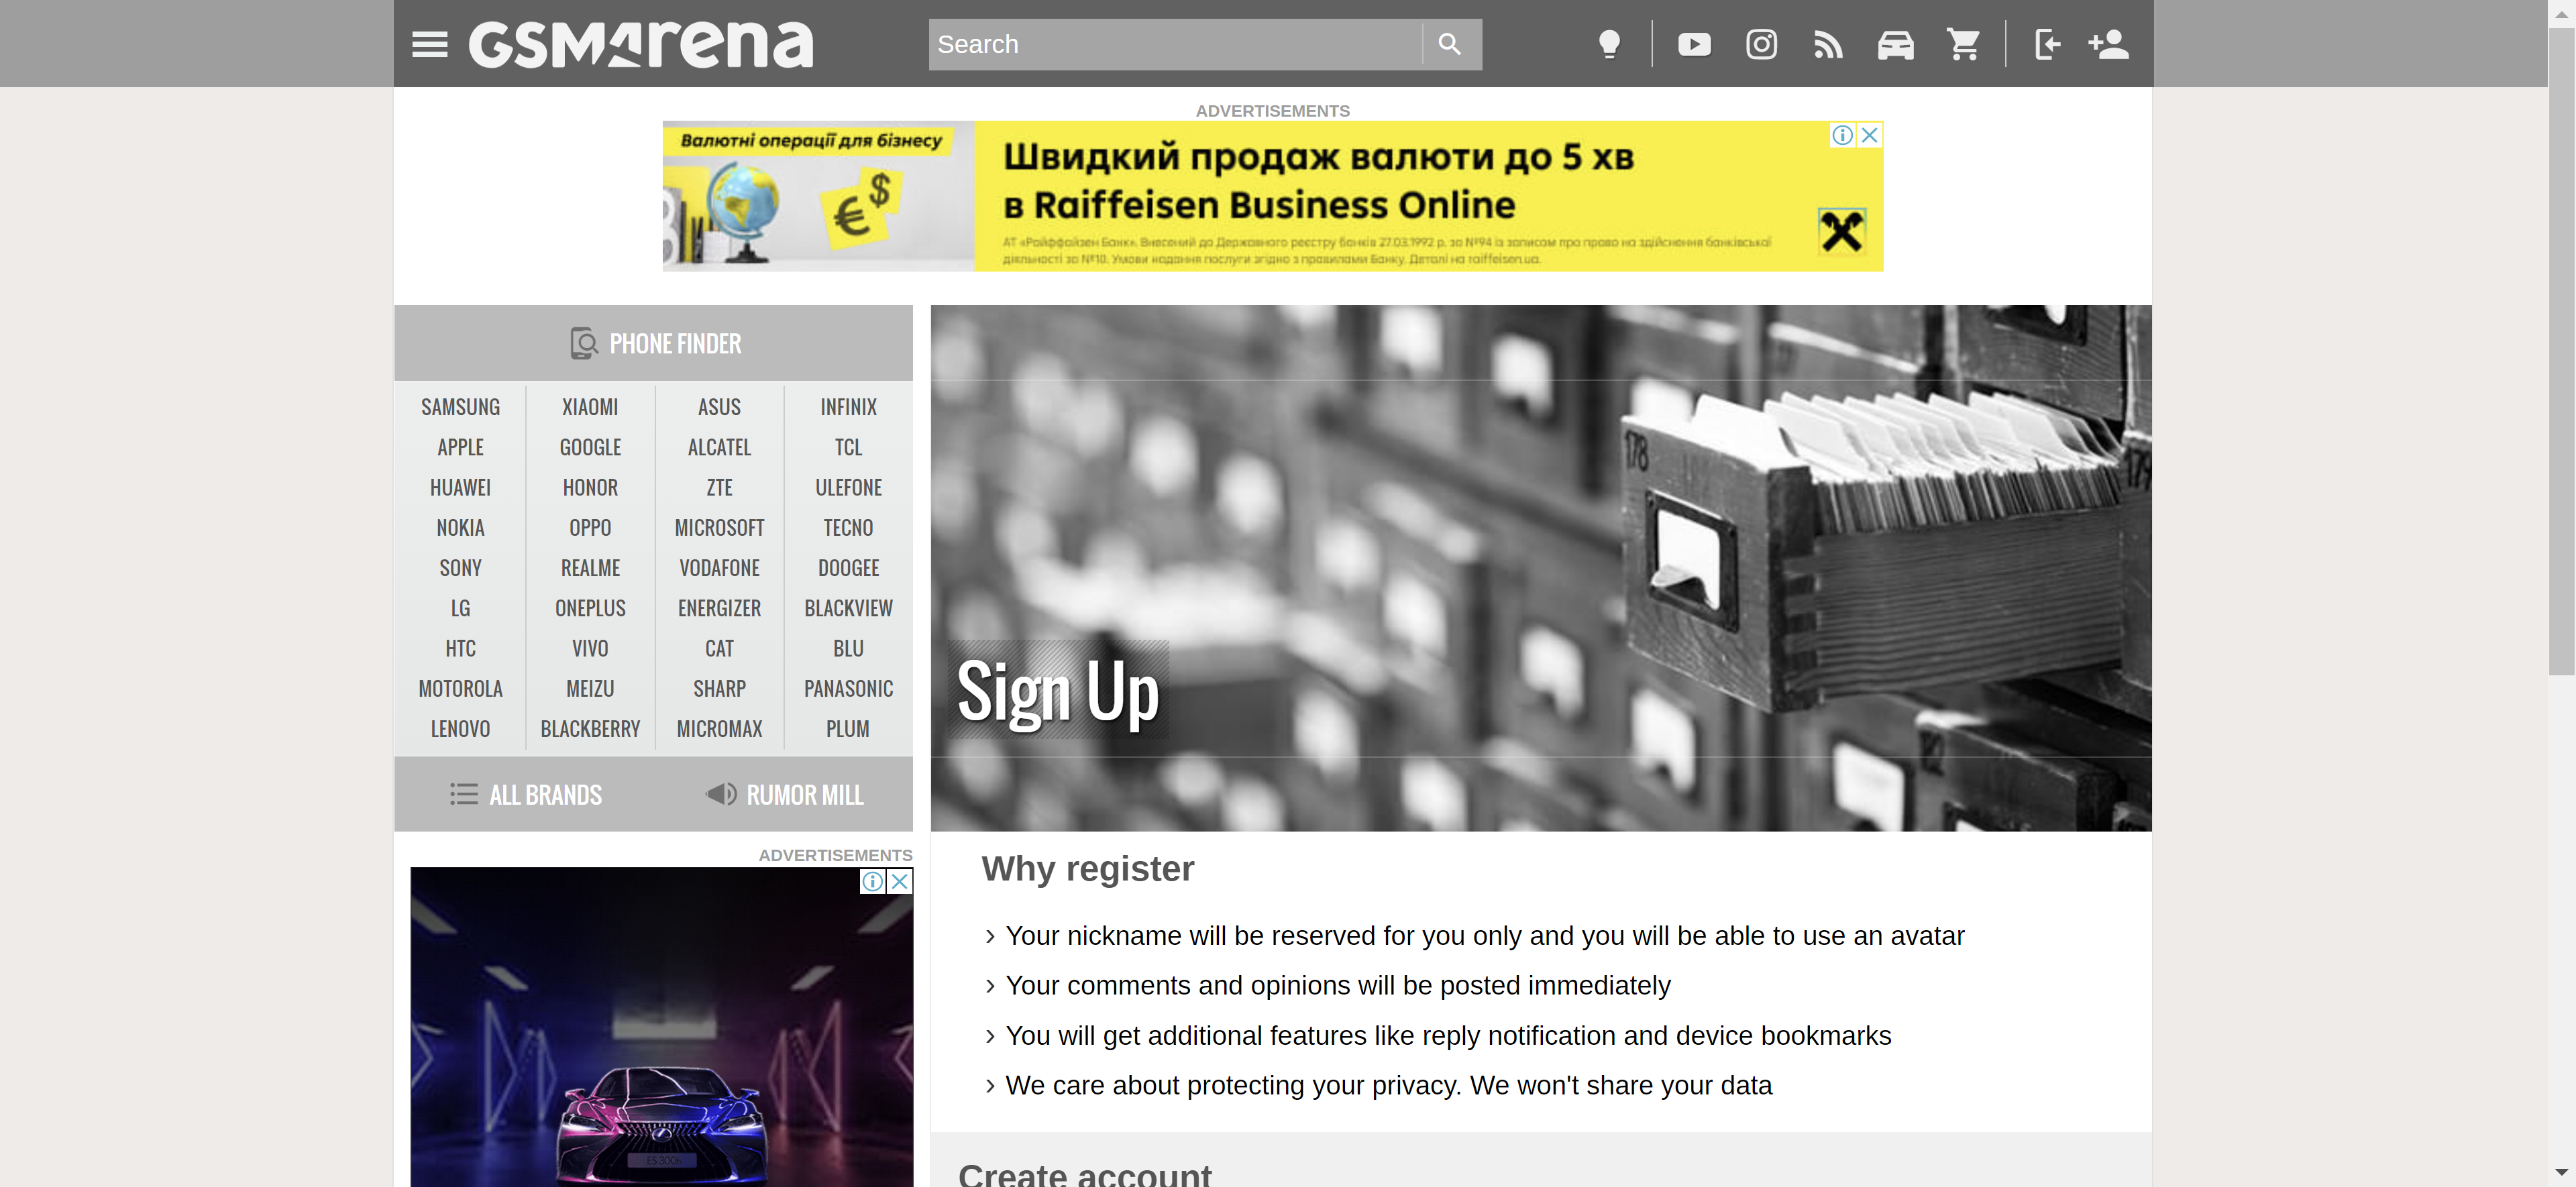 GSMArena
Search
ADVERTISEMENTS
Валютні операції для бізнесу
Швидкий продаж валюти до 5 хв
в Raiffeisen Business Online
АТ «Райффайзен Банк». Внесений до Державного реєстру банків 27.03.1992 р. за №94 із записом про право на здійснення банківської
діяльності за №10. Умови надання послуги згідно з правилами Банку. Деталі на raiffeisen.ua.
PHONE FINDER
SAMSUNG XIAOMI ASUS INFINIX
APPLE GOOGLE ALCATEL TCL
HUAWEI HONOR ZTE ULEFONE
NOKIA OPPO MICROSOFT TECNO
SONY REALME VODAFONE DOOGEE
LG ONEPLUS ENERGIZER BLACKVIEW
HTC VIVO CAT BLU
MOTOROLA MEIZU SHARP PANASONIC
LENOVO BLACKBERRY MICROMAX PLUM
ALL BRANDS RUMOR MILL
178
Sign Up
ADVERTISEMENTS
ES 300h
Why register
Your nickname will be reserved for you only and you will be able to use an avatar
Your comments and opinions will be posted immediately
You will get additional features like reply notification and device bookmarks
We care about protecting your privacy. We won't share your data
Create account